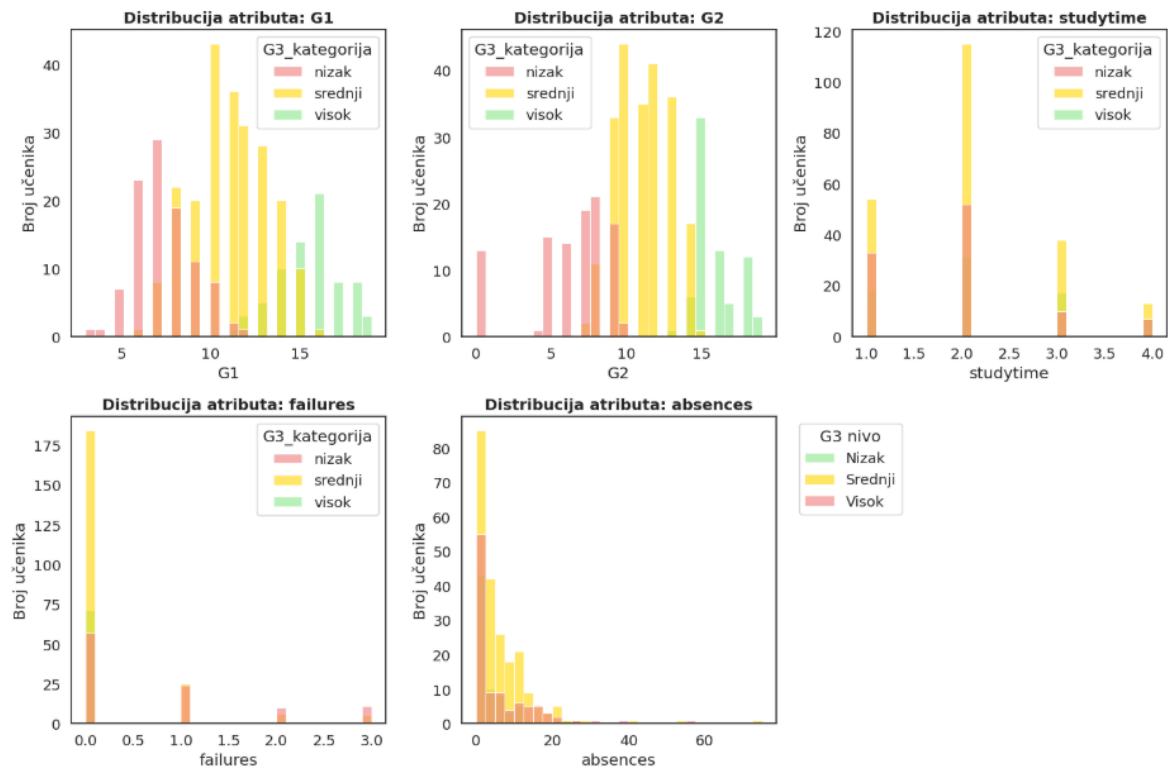 Distribucija atributa: G1
G3_kategorija
nizak
srednji
visok
Broj učenika
0
10
20
30
40
5
10
15
G1
Distribucija atributa: G2
G3_kategorija
nizak
srednji
visok
Broj učenika
0
10
20
30
40
0
5
10
15
G2
Distribucija atributa: studytime
G3_kategorija
nizak
srednji
visok
Broj učenika
0
20
40
60
80
100
120
1.0
1.5
2.0
2.5
3.0
3.5
4.0
studytime
Distribucija atributa: failures
G3_kategorija
nizak
srednji
visok
Broj učenika
0
25
50
75
100
125
150
175
0.0
0.5
1.0
1.5
2.0
2.5
3.0
failures
Distribucija atributa: absences
Broj učenika
0
10
20
30
40
50
60
70
80
0
20
40
60
absences
G3 nivo
Nizak
Srednji
Visok